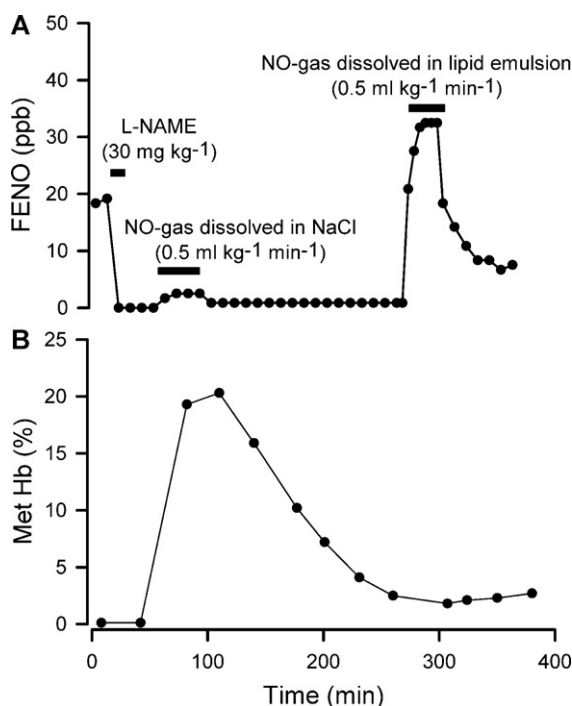 A
50
40
30
20
10
0
FENO (ppb)
L-NAME
(30 mg kg-1)
NO-gas dissolved in NaCl
(0.5 ml kg-1 min-1)
NO-gas dissolved in lipid emulsion
(0.5 ml kg-1 min-1)
B
25
20
15
10
5
0
Met Hb (%)
0 100 200 300 400
Time (min)